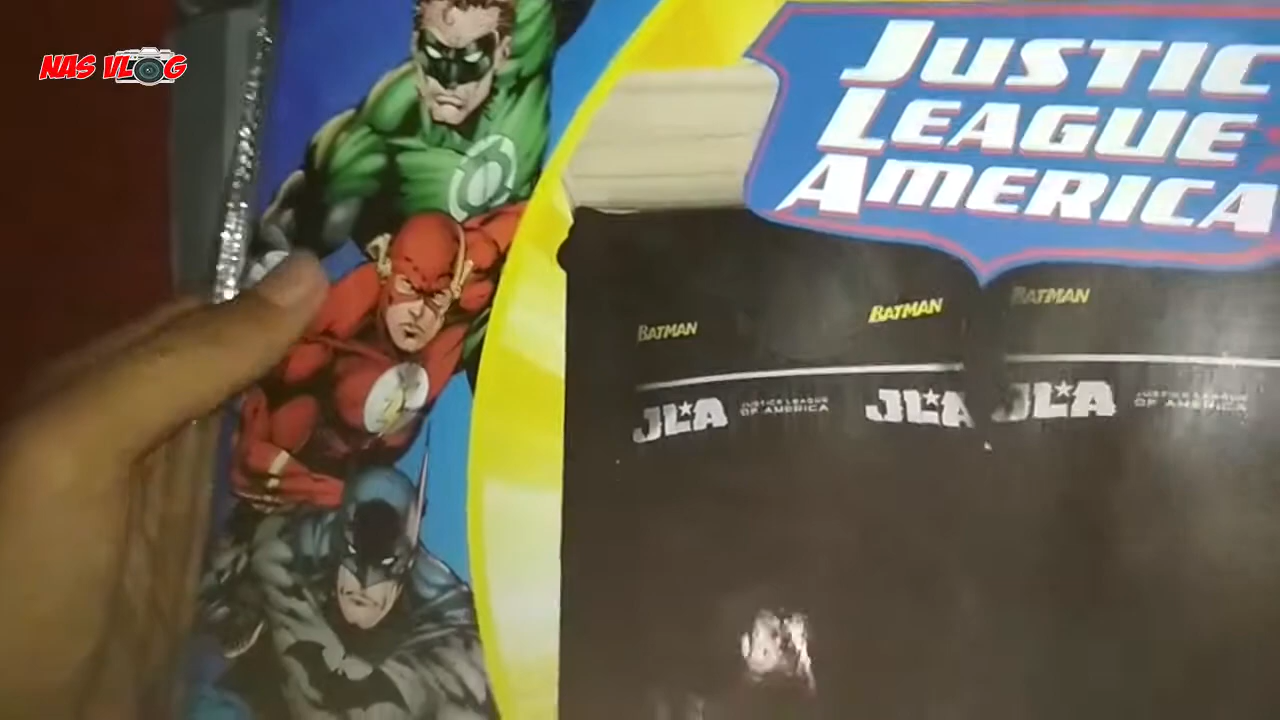 NAS VLOG
JUSTIC
LEAGUE
AMERICA
BATMAN
BATMAN
BATMAN
JLA
JUSTICE LEAGUE
OF AMERICA
JLA
JLA
JUSTICE LEAGUE
OF AMERICA